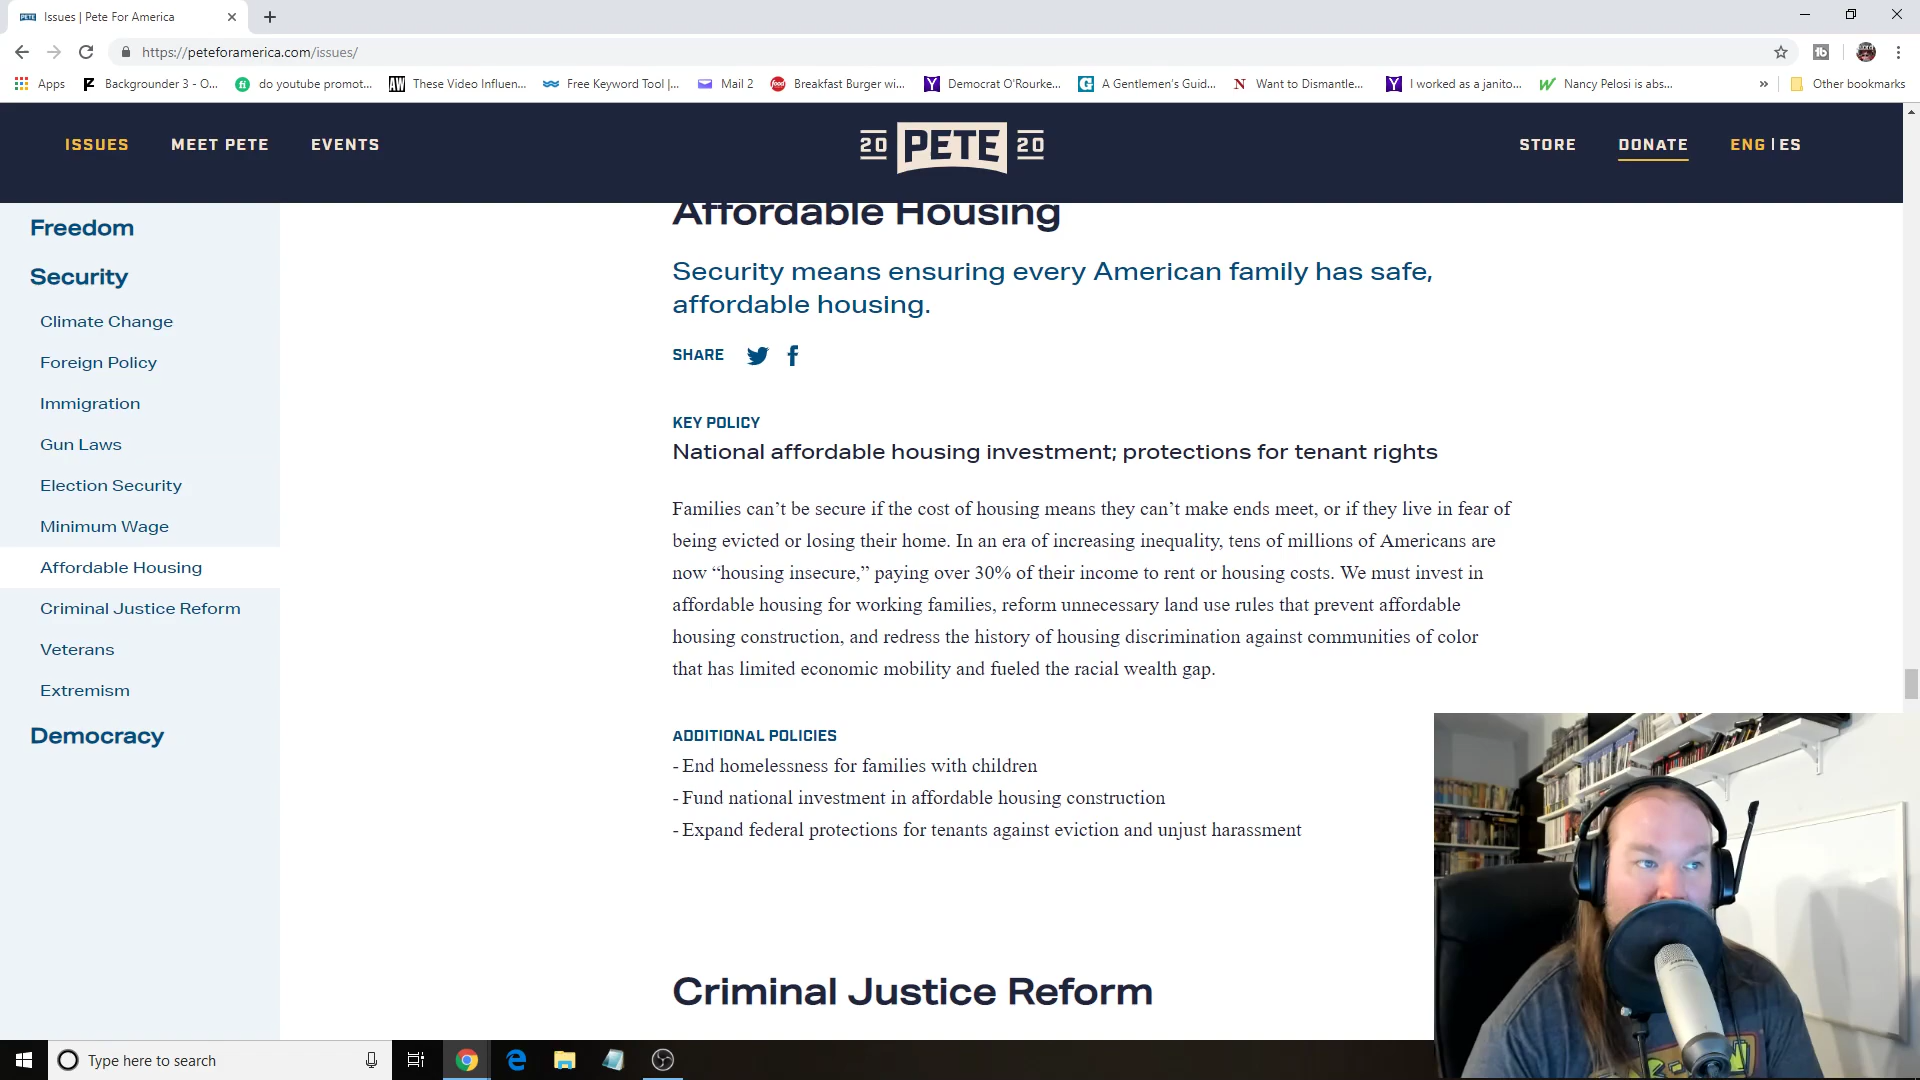 Issues | Pete For America
https://peteforamerica.com/issues/
Apps
Backgrounder 3 - O...
do youtube promot...
These Video Influen...
Free Keyword Tool |...
Mail 2
Breakfast Burger wi...
Democrat O'Rourke...
A Gentlemen's Guid...
Want to Dismantle...
I worked as a janito...
Nancy Pelosi is abs...
» Other bookmarks
ISSUES
MEET PETE
EVENTS
20 PETE 20
STORE
DONATE
ENG | ES
Freedom
Security
Climate Change
Foreign Policy
Immigration
Gun Laws
Election Security
Minimum Wage
Affordable Housing
Criminal Justice Reform
Veterans
Extremism
Democracy
Affordable Housing
Security means ensuring every American family has safe,
affordable housing.
SHARE
KEY POLICY
National affordable housing investment; protections for tenant rights
Families can’t be secure if the cost of housing means they can’t make ends meet, or if they live in fear of
being evicted or losing their home. In an era of increasing inequality, tens of millions of Americans are
now “housing insecure,” paying over 30% of their income to rent or housing costs. We must invest in
affordable housing for working families, reform unnecessary land use rules that prevent affordable
housing construction, and redress the history of housing discrimination against communities of color
that has limited economic mobility and fueled the racial wealth gap.
ADDITIONAL POLICIES
- End homelessness for families with children
- Fund national investment in affordable housing construction
- Expand federal protections for tenants against eviction and unjust harassment
Criminal Justice Reform
Type here to search